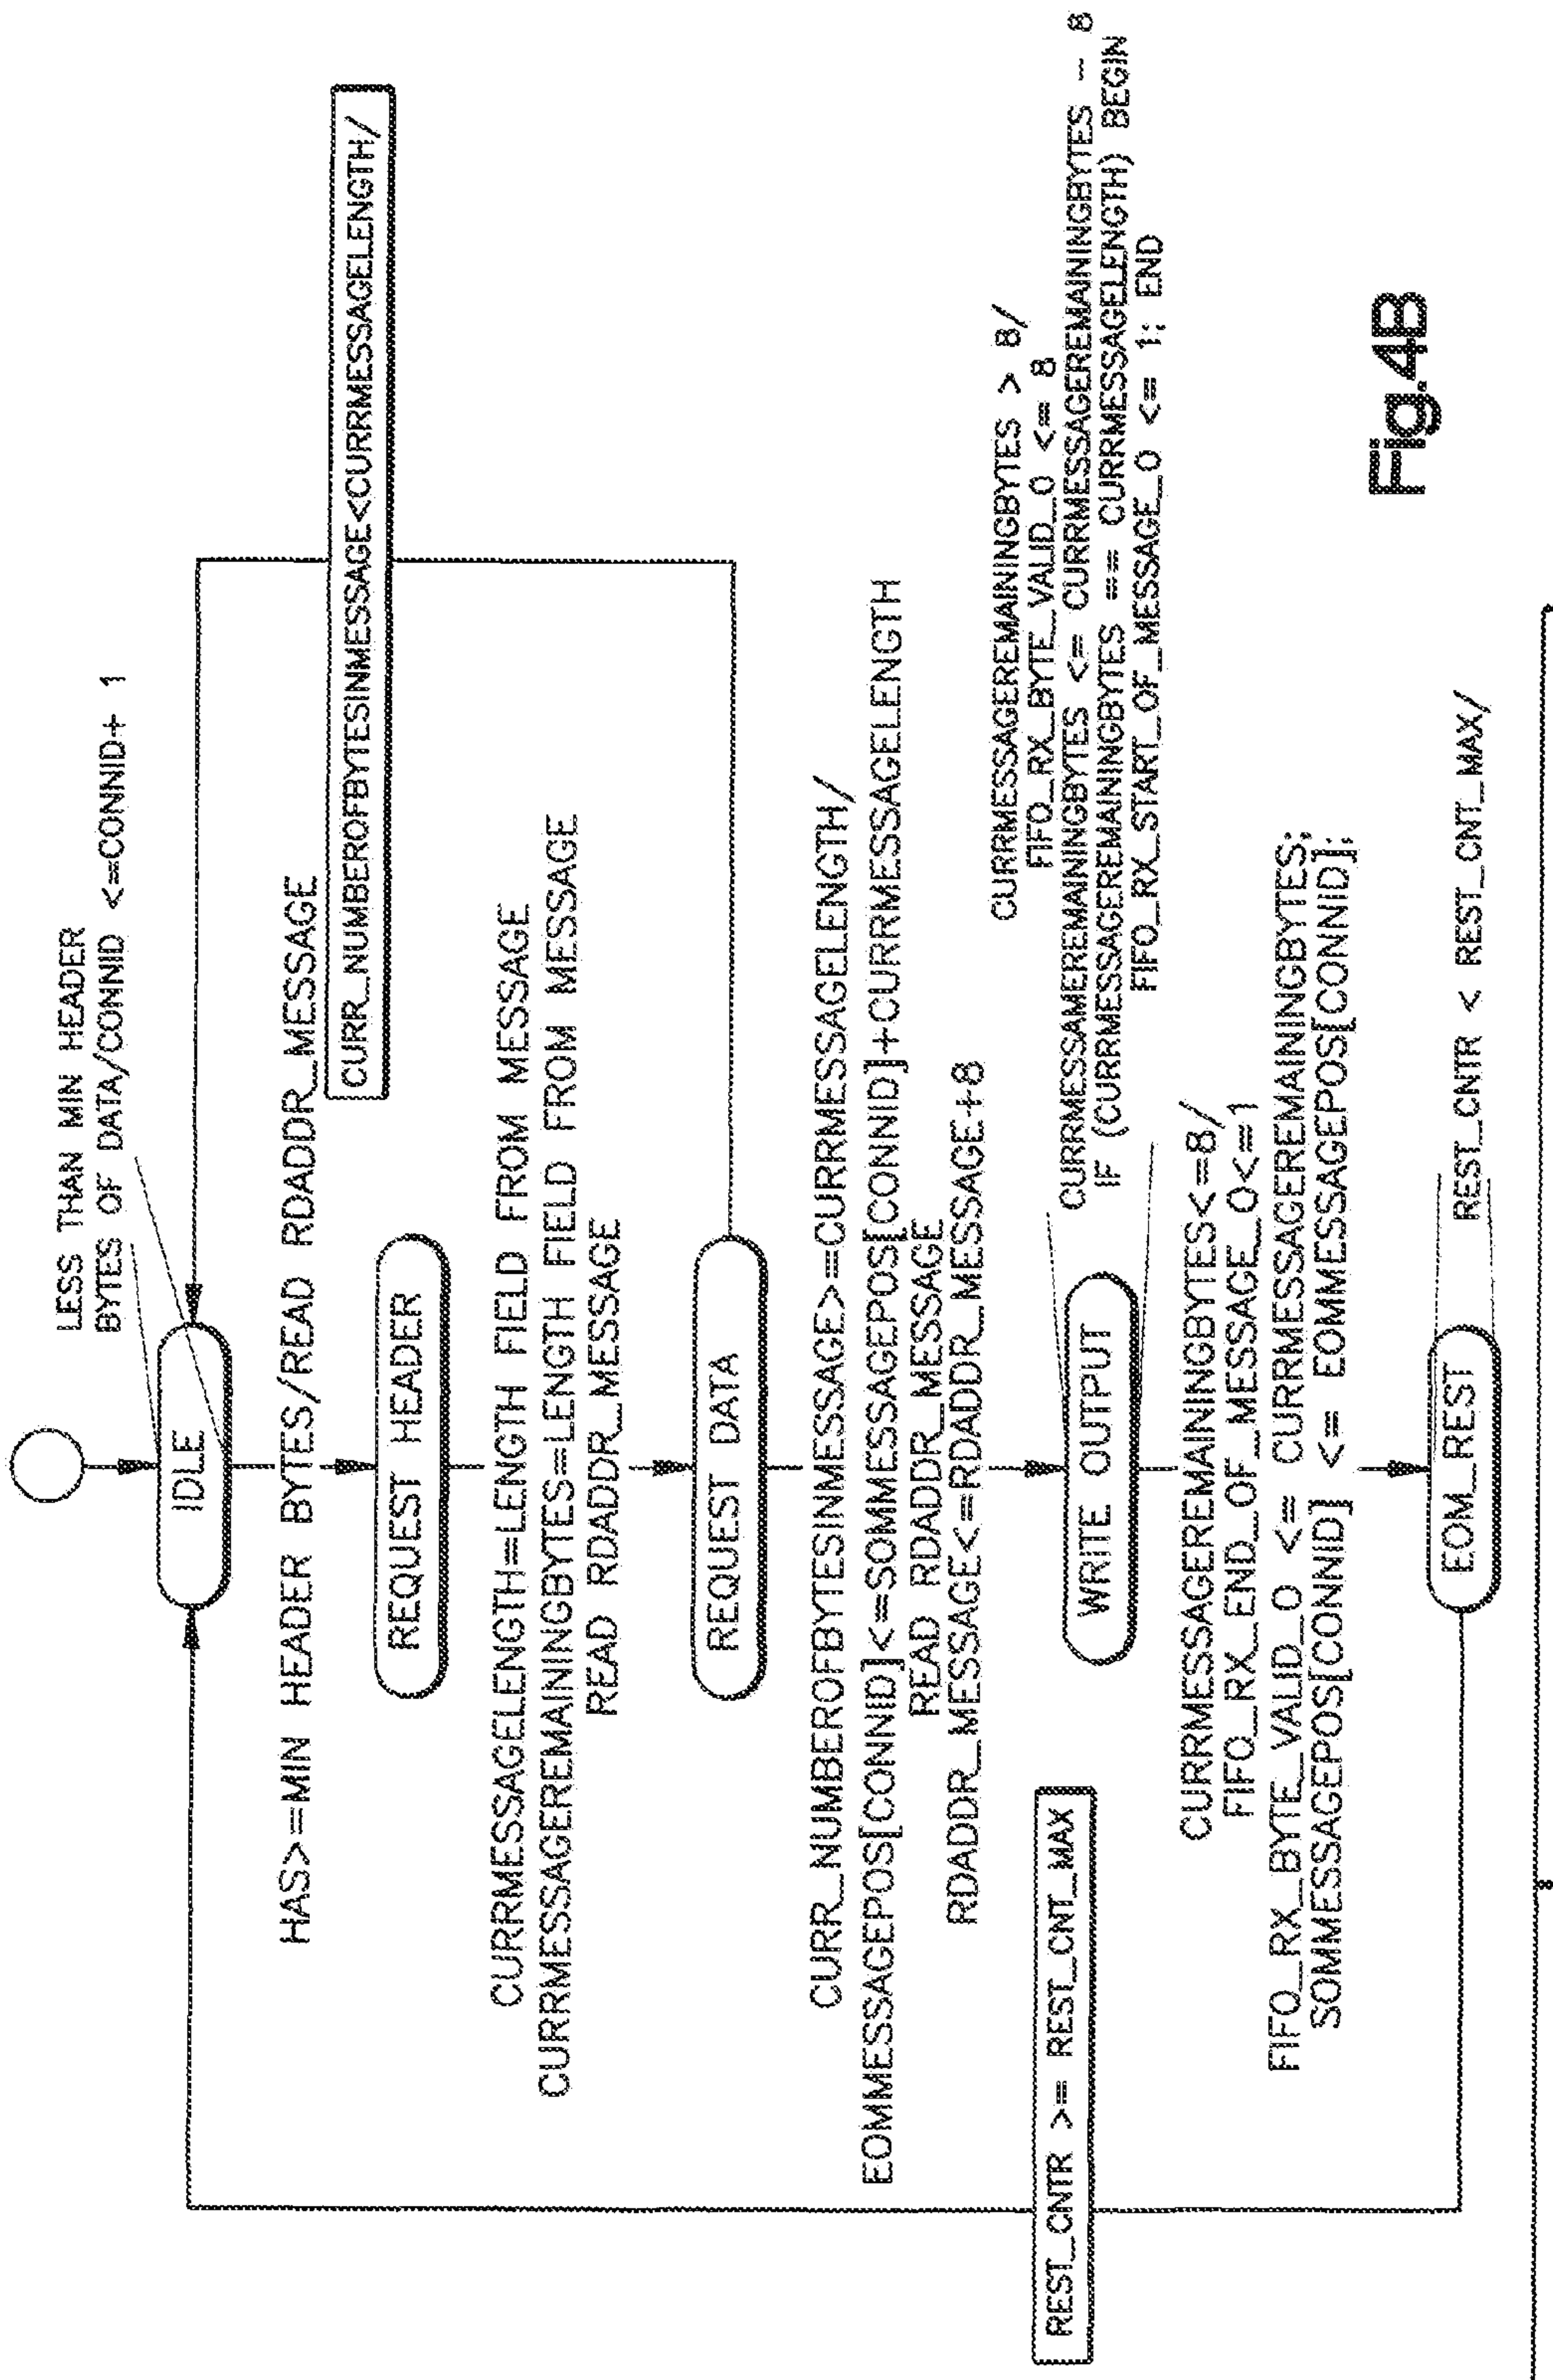 LESS THAN MIN HEADER
BYTES OF DATA/CONNID <=CONNID+ 1
IDLE
HAS>=MIN HEADER BYTES/READ RDADDR_MESSAGE
CURR_NUMBEROFBYTESINMESSAGE<CURRMESSAGELENGTH/
REQUEST HEADER
CURRMESSAGELENGTH=LENGTH FIELD FROM MESSAGE
CURRMESSAGEREMAININGBYTES=LENGTH FIELD FROM MESSAGE
READ RDADDR_MESSAGE
REQUEST DATA
CURR_NUMBEROFBYTESINMESSAGE>=CURRMESSAGELENGTH/
EOMMESSAGEPOS[CONNID]<=SOMMESSAGEPOS[CONNID]+CURRMESSAGELENGTH
READ RDADDR_MESSAGE
RDADDR_MESSAGE<=RDADDR_MESSAGE+8
CURRMESSAGEREMAININGBYTES > 8/
FIFO_RX_BYTE_VALID_O <= 8
CURRMESSAMEREMAININGBYTES <= CURRMESSAGEREMAININGBYTES - 8
IF (CURRMESSAGEREMAININGBYTES == CURRMESSAGELENGTH) BEGIN
FIFO_RX_START_OF_MESSAGE_O <= 1; END
WRITE OUTPUT
REST_CNTR >= REST_CNT_MAX
CURRMESSAGEREMAININGBYTES<=8/
FIFO_RX_END_OF_MESSAGE_O<=1
FIFO_RX_BYTE_VALID_O <= CURRMESSAGEREMAININGBYTES;
SOMMESSAGEPOS[CONNID] <= EOMMESSAGEPOS[CONNID];
EOM_REST
REST_CNTR < REST_CNT_MAX/
Fig.4B